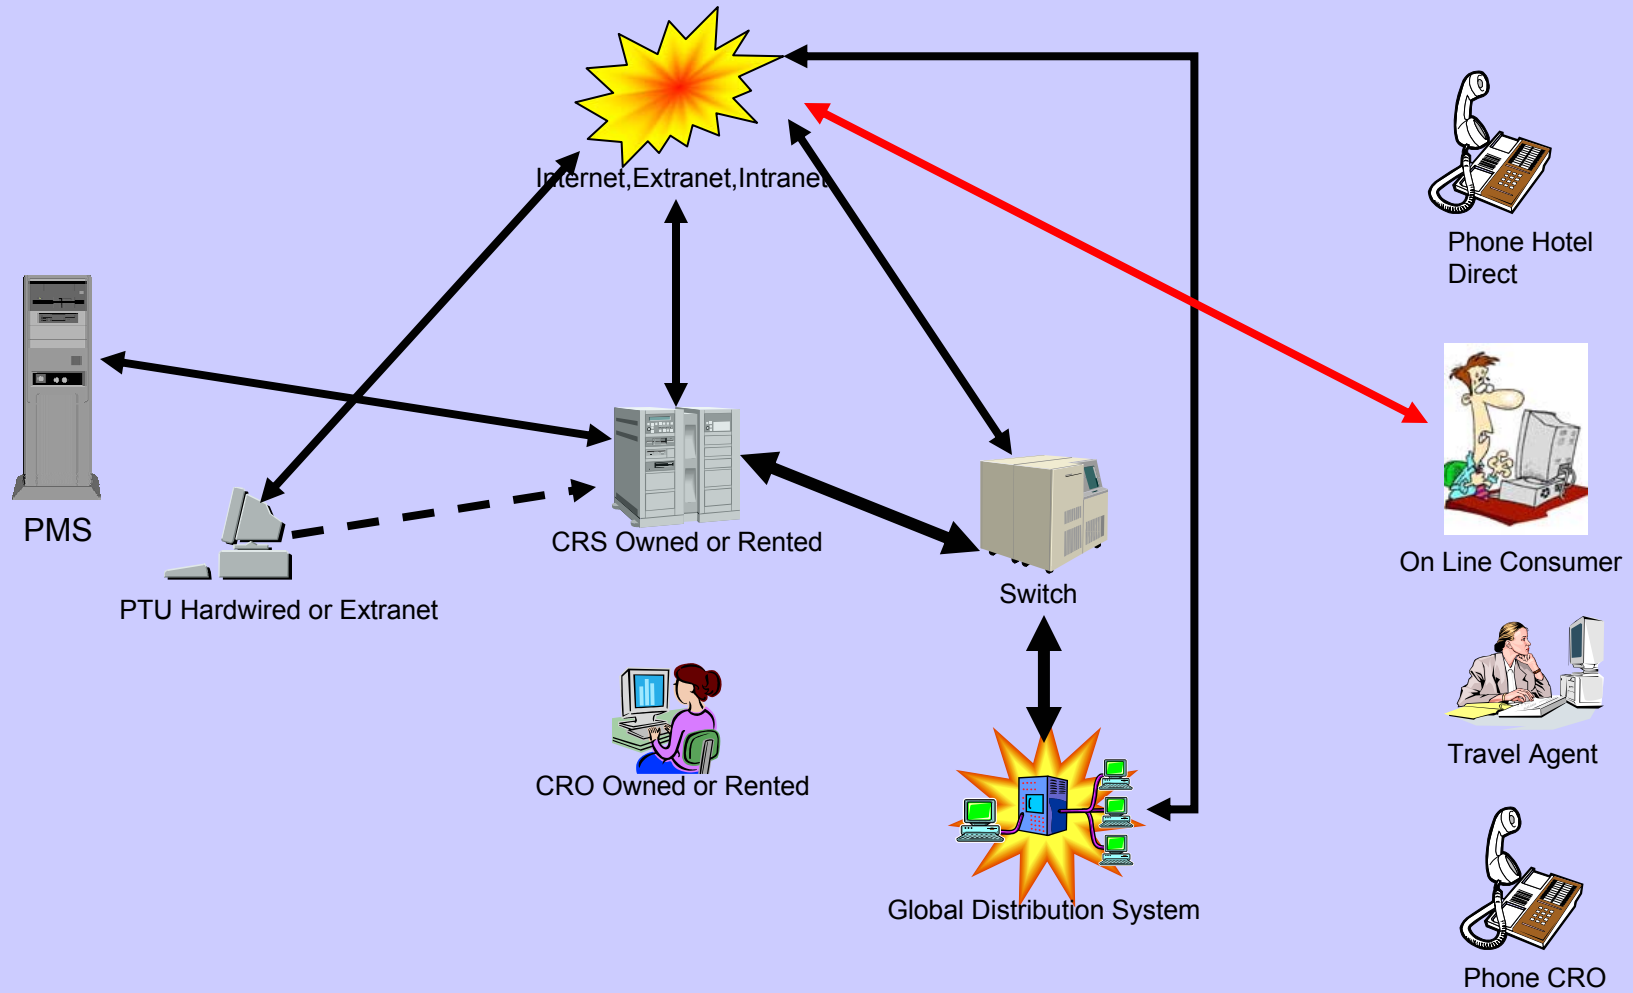 Internet,Extranet,Intranet
Phone Hotel
Direct
PMS
CRS Owned or Rented
On Line Consumer
Switch
PTU Hardwired or Extranet
Travel Agent
CRO Owned or Rented
Global Distribution System
Phone CRO